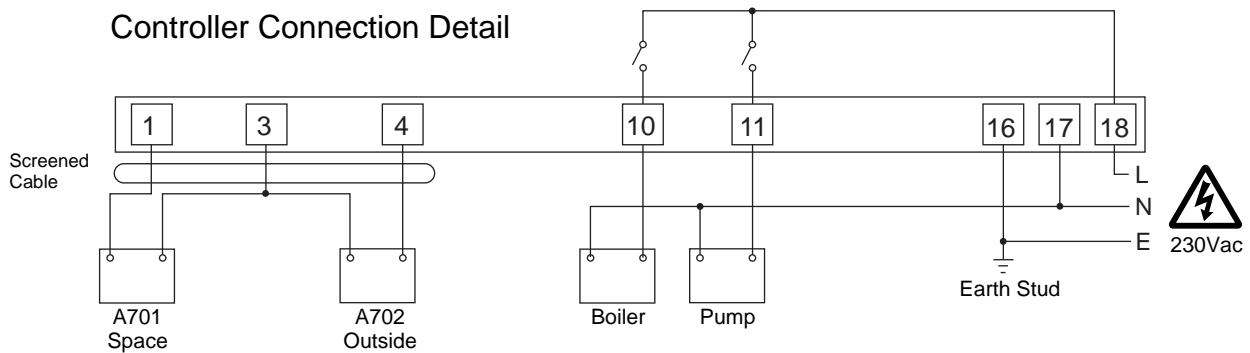 Controller Connection Detail
1 3 4 10 11 16 17 18
Screened
Cable
L
N
E
230Vac
Earth Stud
A701
Space
A702
Outside
Boiler
Pump